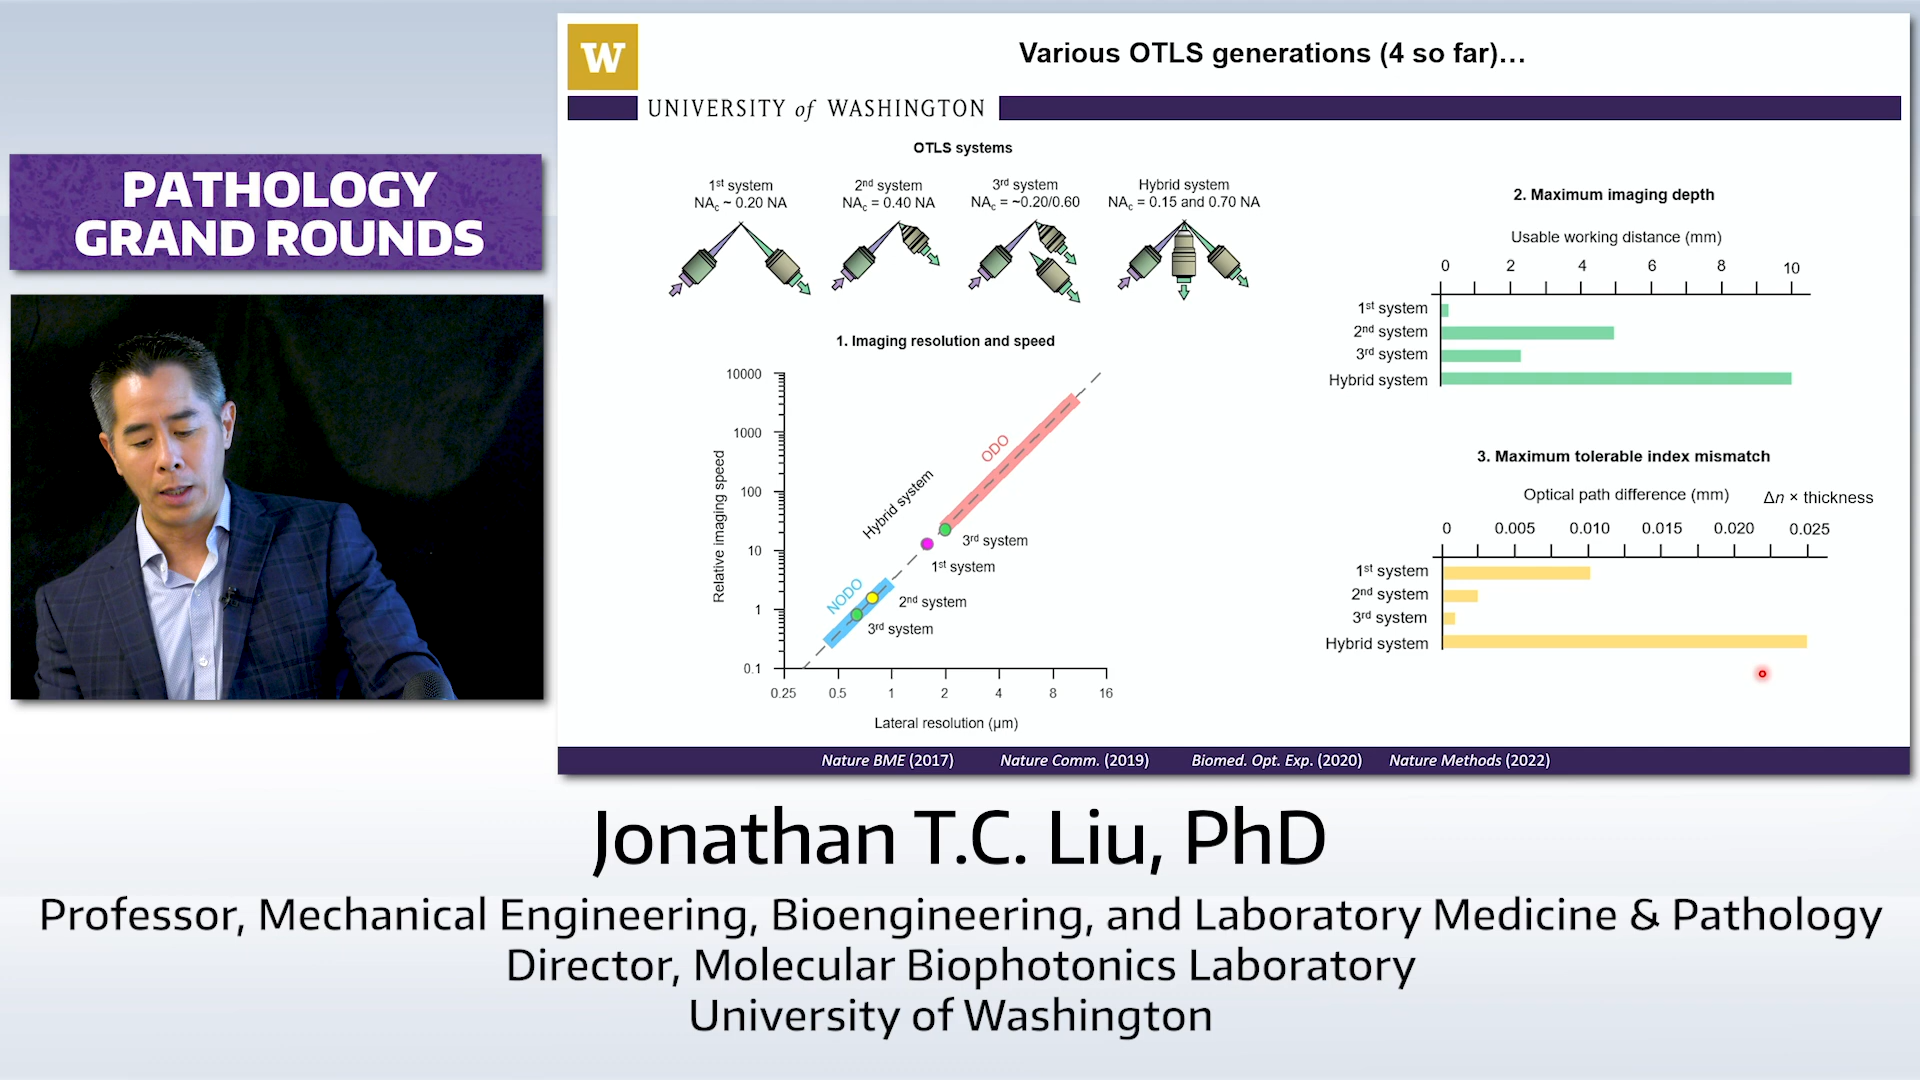 PATHOLOGY
GRAND ROUNDS
W
UNIVERSITY of WASHINGTON
Various OTLS generations (4 so far)…
OTLS systems
1st system
NAc ~ 0.20 NA
2nd system
NAc = 0.40 NA
3rd system
NAc = ~0.20/0.60
Hybrid system
NAc = 0.15 and 0.70 NA
1. Imaging resolution and speed
Relative imaging speed
10000
1000
100
10
1
0.1
ODO
Hybrid system
3rd system
1st system
NODO
2nd system
3rd system
0.25 0.5 1 2 4 8 16
Lateral resolution (µm)
2. Maximum imaging depth
Usable working distance (mm)
0 2 4 6 8 10
1st system
2nd system
3rd system
Hybrid system
3. Maximum tolerable index mismatch
Optical path difference (mm) Δn × thickness
0 0.005 0.010 0.015 0.020 0.025
1st system
2nd system
3rd system
Hybrid system
Nature BME (2017) Nature Comm. (2019) Biomed. Opt. Exp. (2020) Nature Methods (2022)
Jonathan T.C. Liu, PhD
Professor, Mechanical Engineering, Bioengineering, and Laboratory Medicine & Pathology
Director, Molecular Biophotonics Laboratory
University of Washington